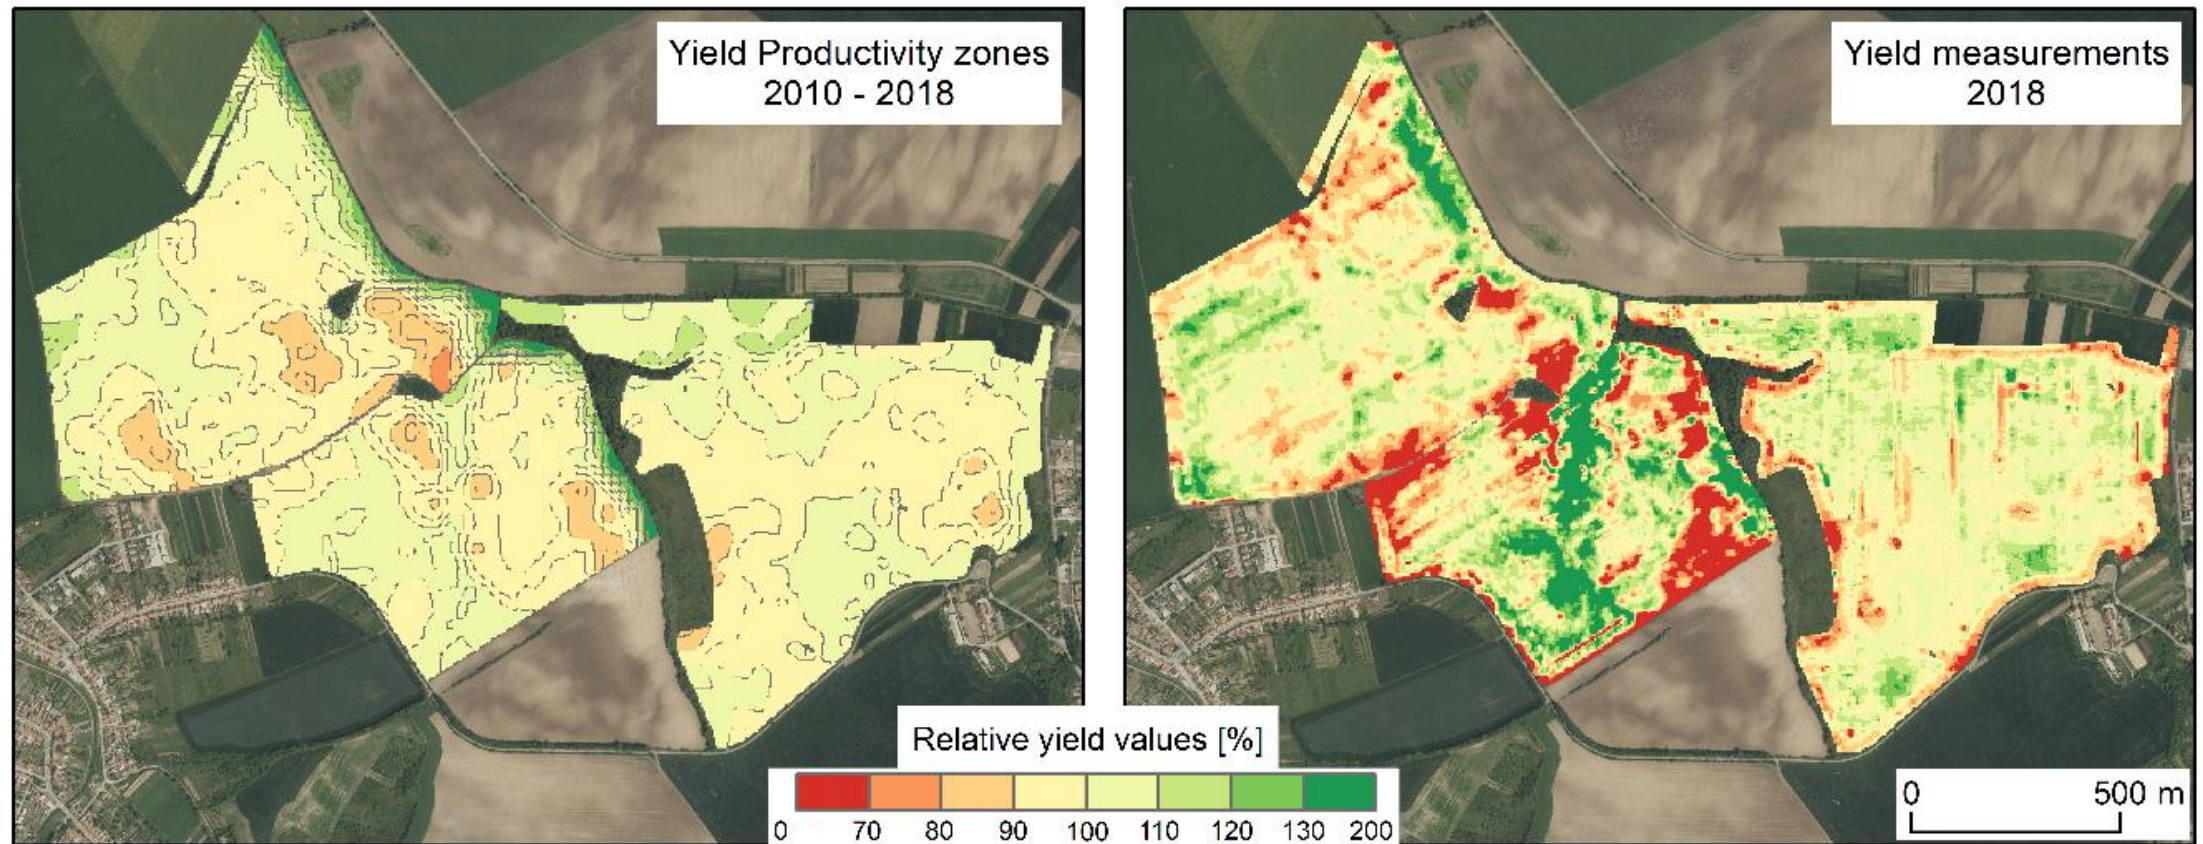 Yield Productivity zones
2010 - 2018
Yield measurements
2018
Relative yield values [%]
0 70 80 90 100 110 120 130 200
0 500 m